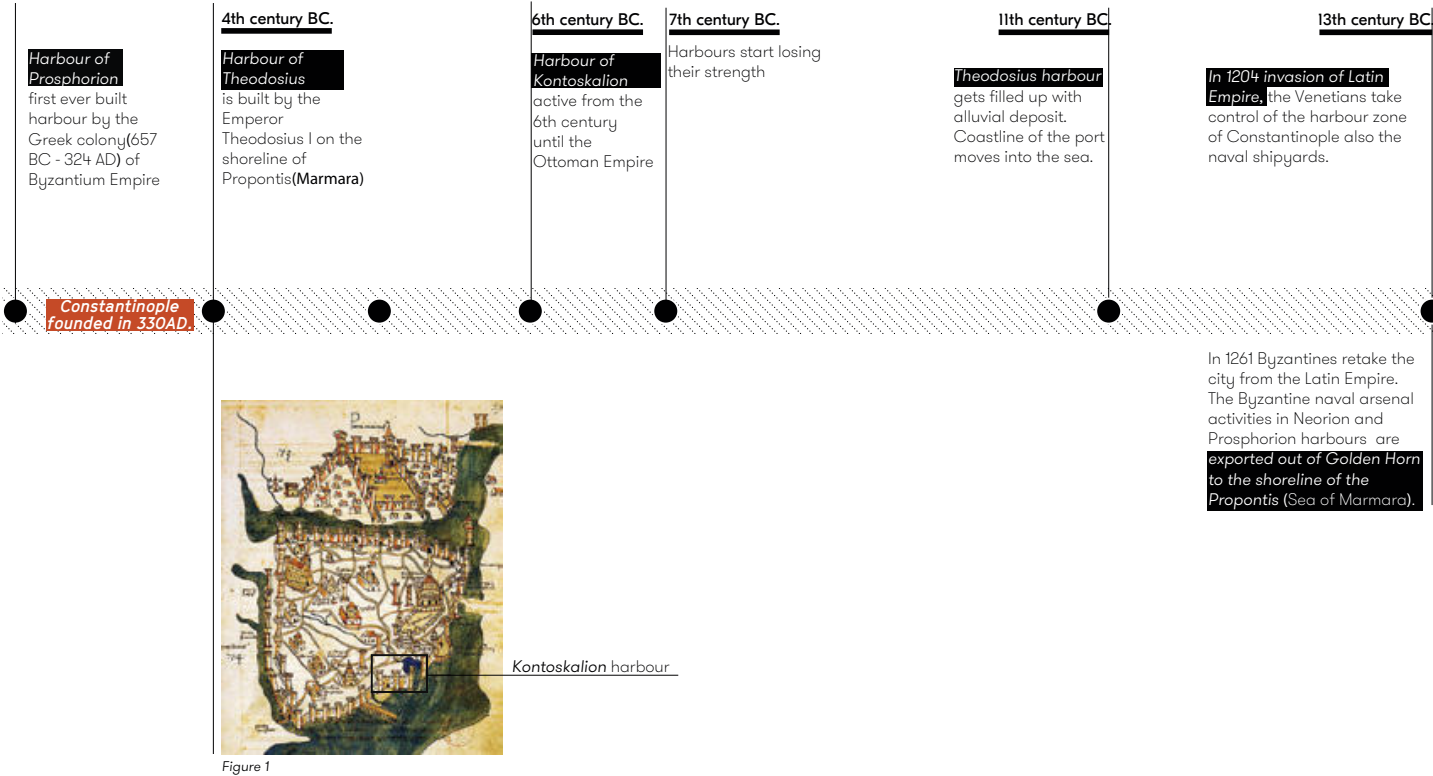 4th century BC.
6th century BC.
7th century BC.
11th century BC.
13th century BC.
Harbour of
Prosphorion
first ever built
harbour by the
Greek colony(657
BC - 324 AD) of
Byzantium Empire
Harbour of
Theodosius
is built by the
Emperor
Theodosius I on the
shoreline of
Propontis(Marmara)
Harbour of
Kontoskalion
active from the
6th century
until the
Ottoman Empire
Harbours start losing
their strength
Theodosius harbour
gets filled up with
alluvial deposit.
Coastline of the port
moves into the sea.
In 1204 invasion of Latin
Empire, the Venetians take
control of the harbour zone
of Constantinople also the
naval shipyards.
Constantinople
founded in 330AD.
In 1261 Byzantines retake the
city from the Latin Empire.
The Byzantine naval arsenal
activities in Neorion and
Prosphorion harbours are
exported out of Golden Horn
to the shoreline of the
Propontis (Sea of Marmara).
Kontoskalion harbour
Figure 1